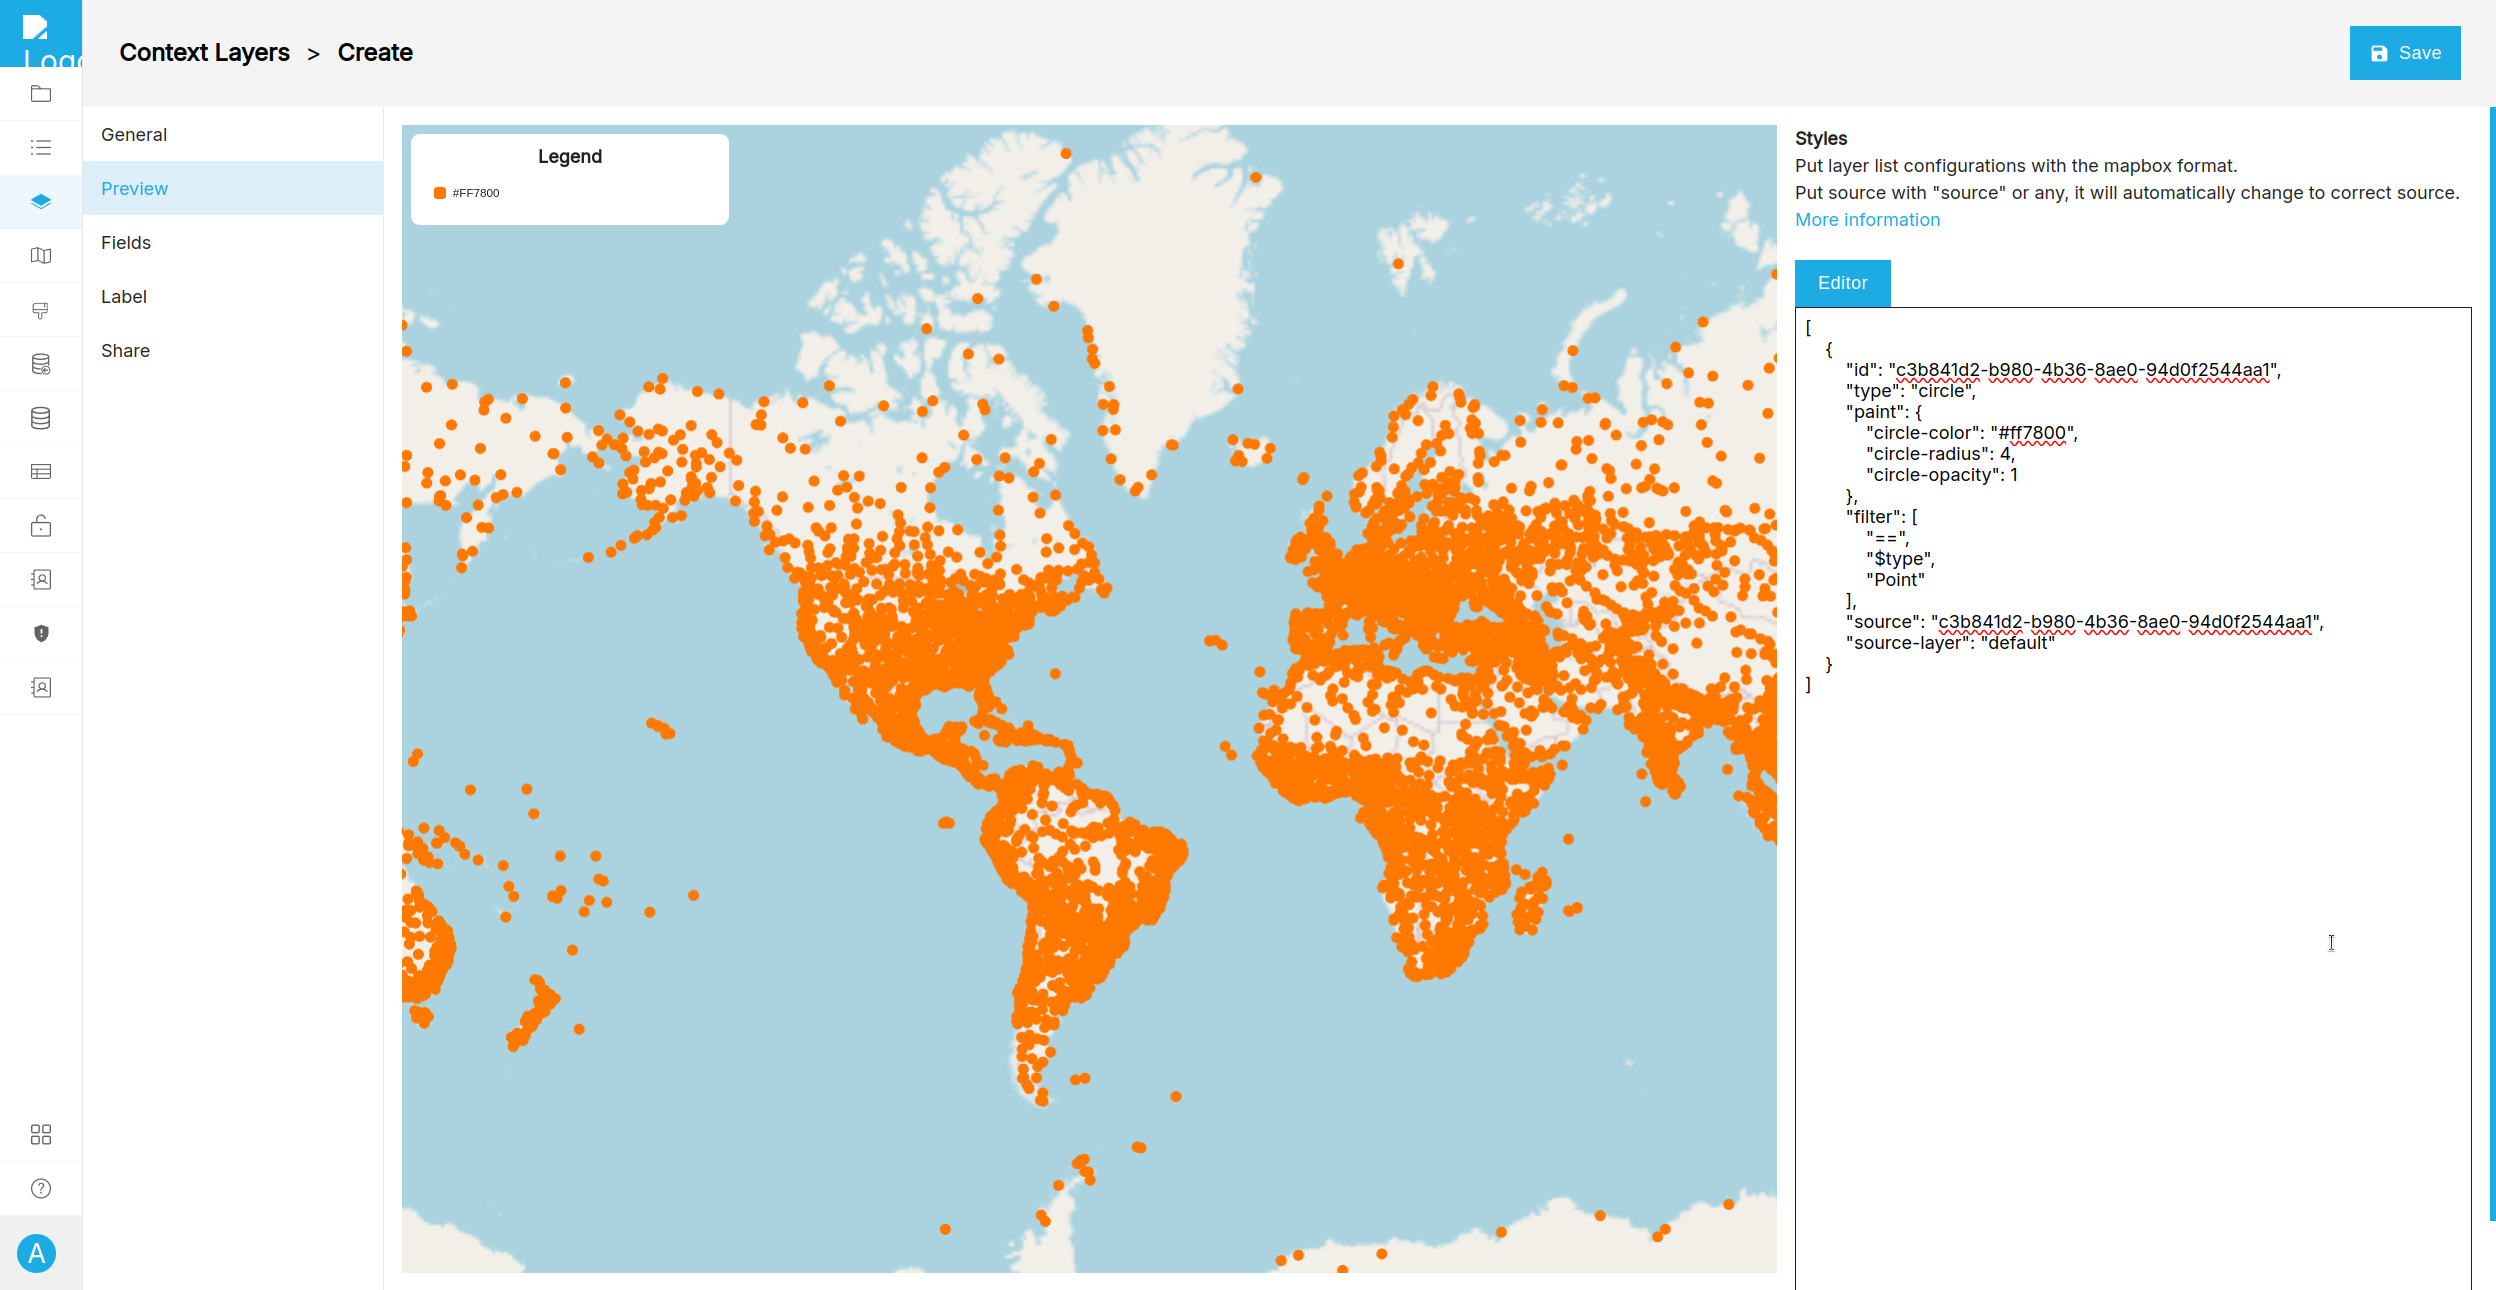 Logo
Context Layers > Create
Save
General
Preview
Fields
Label
Share
Legend
#FF7800
Styles
Put layer list configurations with the mapbox format.
Put source with "source" or any, it will automatically change to correct source.
More information
Editor
[
{
"id": "c3b841d2-b980-4b36-8ae0-94d0f2544aa1",
"type": "circle",
"paint": {
"circle-color": "#ff7800",
"circle-radius": 4,
"circle-opacity": 1
},
"filter": [
"==",
"$type",
"Point"
],
"source": "c3b841d2-b980-4b36-8ae0-94d0f2544aa1",
"source-layer": "default"
}
]
A